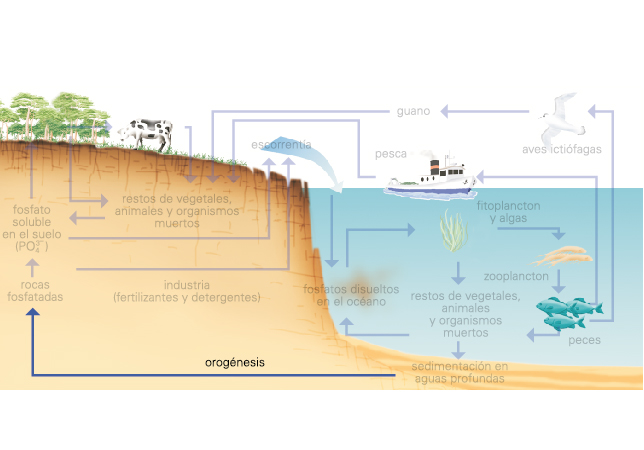 guano
aves ictiófagas
escorrentía
pesca
restos de vegetales,
animales y organismos
muertos
fosfato
soluble
en el suelo
(PO₄²⁻)
rocas
fosfatadas
industria
(fertilizantes y detergentes)
fitoplancton
y algas
zooplancton
fosfatos disueltos
en el océano
restos de vegetales,
animales
y organismos
muertos
peces
orogénesis
sedimentación en
aguas profundas